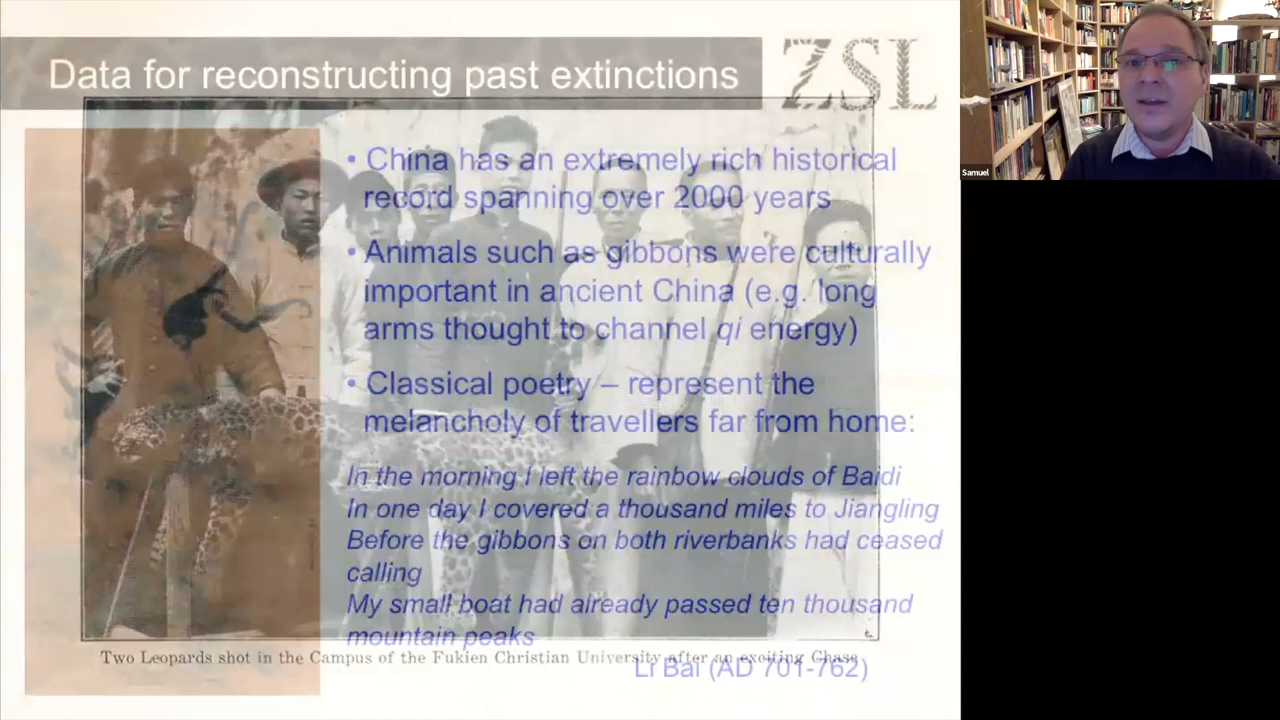 Data for reconstructing past extinctions
ZSL
• China has an extremely rich historical
record spanning over 2000 years
• Animals such as gibbons were culturally
important in ancient China (e.g. long
arms thought to channel qi energy)
• Classical poetry – represent the
melancholy of travellers far from home:
In the morning I left the rainbow clouds of Baidi
In one day I covered a thousand miles to Jiangling
Before the gibbons on both riverbanks had ceased
calling
My small boat had already passed ten thousand
mountain peaks
Two Leopards shot in the Campus of the Fukien Christian University after an exciting Chase
Li Bai (AD 701-762)
Samuel